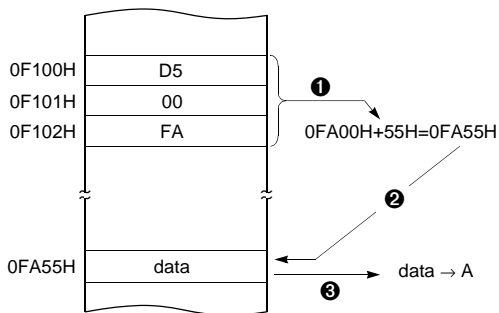 0F100H D5
0F101H 00
0F102H FA
❶
0FA00H+55H=0FA55H
❷
0FA55H data
❸
data → A